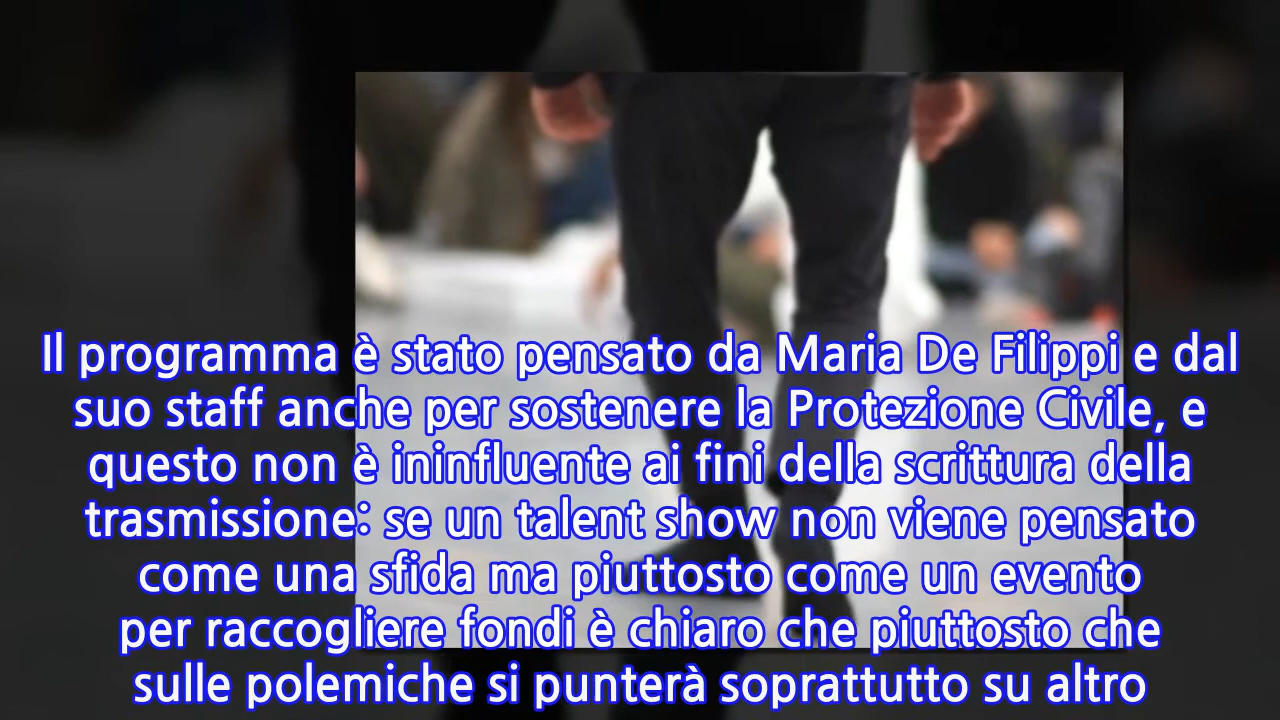 Il programma è stato pensato da Maria De Filippi e dal
suo staff anche per sostenere la Protezione Civile, e
questo non è ininfluente ai fini della scrittura della
trasmissione: se un talent show non viene pensato
come una sfida ma piuttosto come un evento
per raccogliere fondi è chiaro che piuttosto che
sulle polemiche si punterà soprattutto su altro